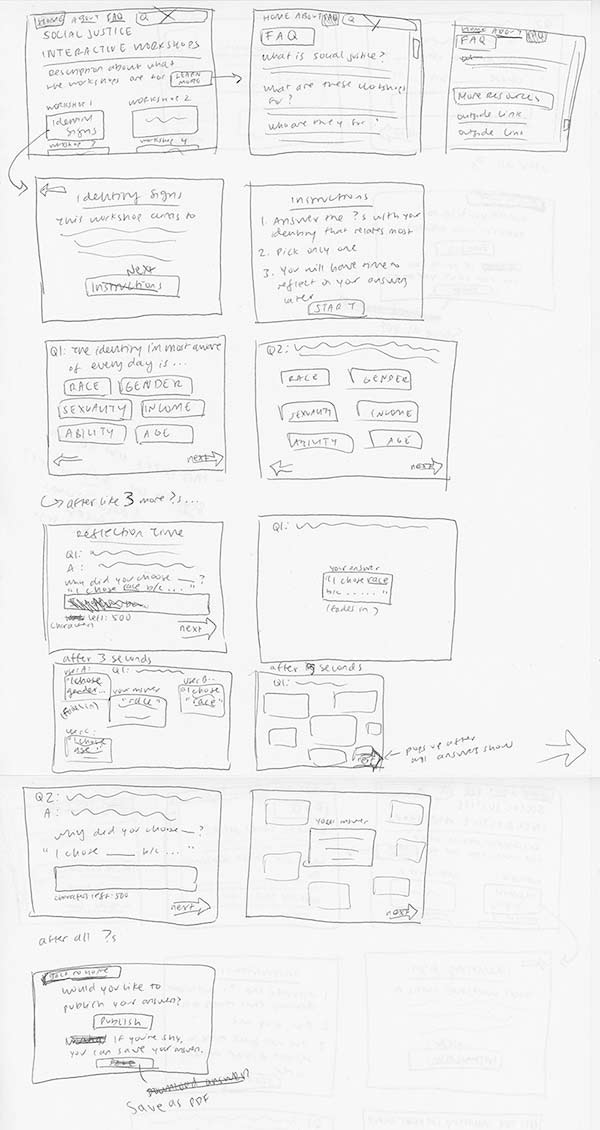 HOME ABOUT FAQ Q
SOCIAL JUSTICE
INTERACTIVE WORKSHOPS
Description about what
the workshops are for LEARN MORE
WORKSHOP 1 WORKSHOP 2
Identity Signs
WORKSHOP 3 WORKSHOP 4
HOME ABOUT FAQ Q
FAQ
What is social justice?
What are these workshops
for?
Who are they for?
HOME ABOUT FAQ
FAQ
More Resources
outside link
outside link
Identity Signs
This workshop aims to
Next
Instructions
Instructions
1. Answer the ?s with your
identity that relates most
2. Pick only one
3. You will have time to
reflect on your answers
later
START
Q1: The identity I'm most aware
of every day is...
RACE GENDER
SEXUALITY INCOME
ABILITY AGE
next
Q2:
RACE GENDER
SEXUALITY INCOME
ABILITY AGE
next
after like 3 more ?s...
Reflection Time
Q1:
A:
Why did you choose __?
"I chose race b/c ... "
left: 500
characters
next
Q1:
your answer
"I chose race
b/c ...... "
(fades in)
after 3 seconds
user A: Q1:
"I chose
gender...
(fades in)
your answer
"race"
user B:
"I chose
race"
user C:
"I chose
age"
after 5 seconds
Q1:
next
pops up after
all answers show
Q2:
A:
Why did you choose __?
"I chose ___ b/c ... "
characters left: 500
next
your answer
next
after all ?s
Back to Home
Would you like to
publish your answer?
PUBLISH
If you're shy,
you can save your answer.
Save
Download answer
Save as PDF